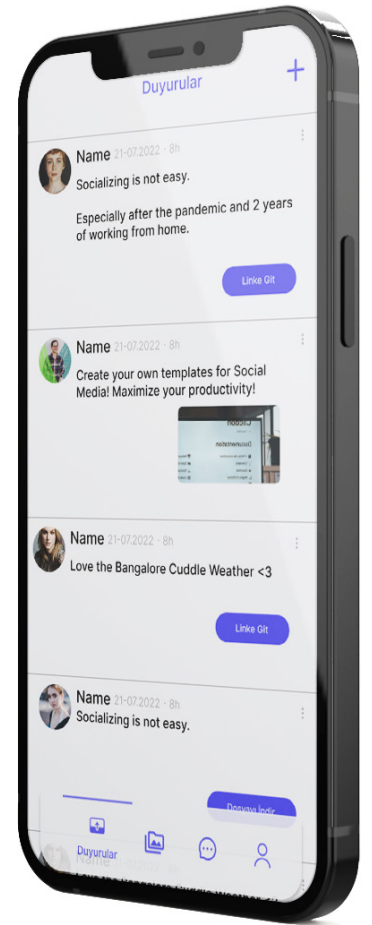 Duyurular
Name 21-07.2022 - 8h
Socializing is not easy.
Especially after the pandemic and 2 years
of working from home.
Linke Git
Name 21-07.2022 - 8h
Create your own templates for Social
Media! Maximize your productivity!
Documentation
Name 21-07.2022 - 8h
Love the Bangalore Cuddle Weather <3
Linke Git
Name 21-07.2022 - 8h
Socializing is not easy.
Dosyayı İndir
Duyurular
Name